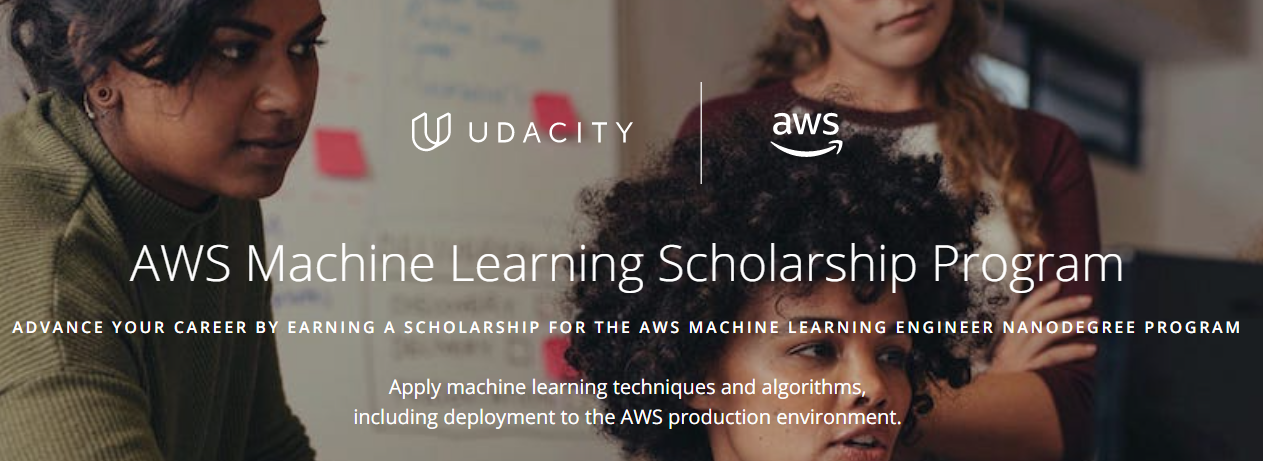 UDACITY
aws
AWS Machine Learning Scholarship Program
ADVANCE YOUR CAREER BY EARNING A SCHOLARSHIP FOR THE AWS MACHINE LEARNING ENGINEER NANODEGREE PROGRAM
Apply machine learning techniques and algorithms,
including deployment to the AWS production environment.